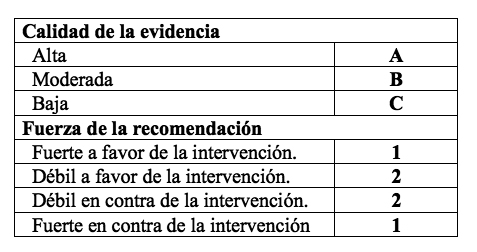 Calidad de la evidencia
Alta A
Moderada B
Baja C
Fuerza de la recomendación
Fuerte a favor de la intervención. 1
Débil a favor de la intervención. 2
Débil en contra de la intervención. 2
Fuerte en contra de la intervención 1